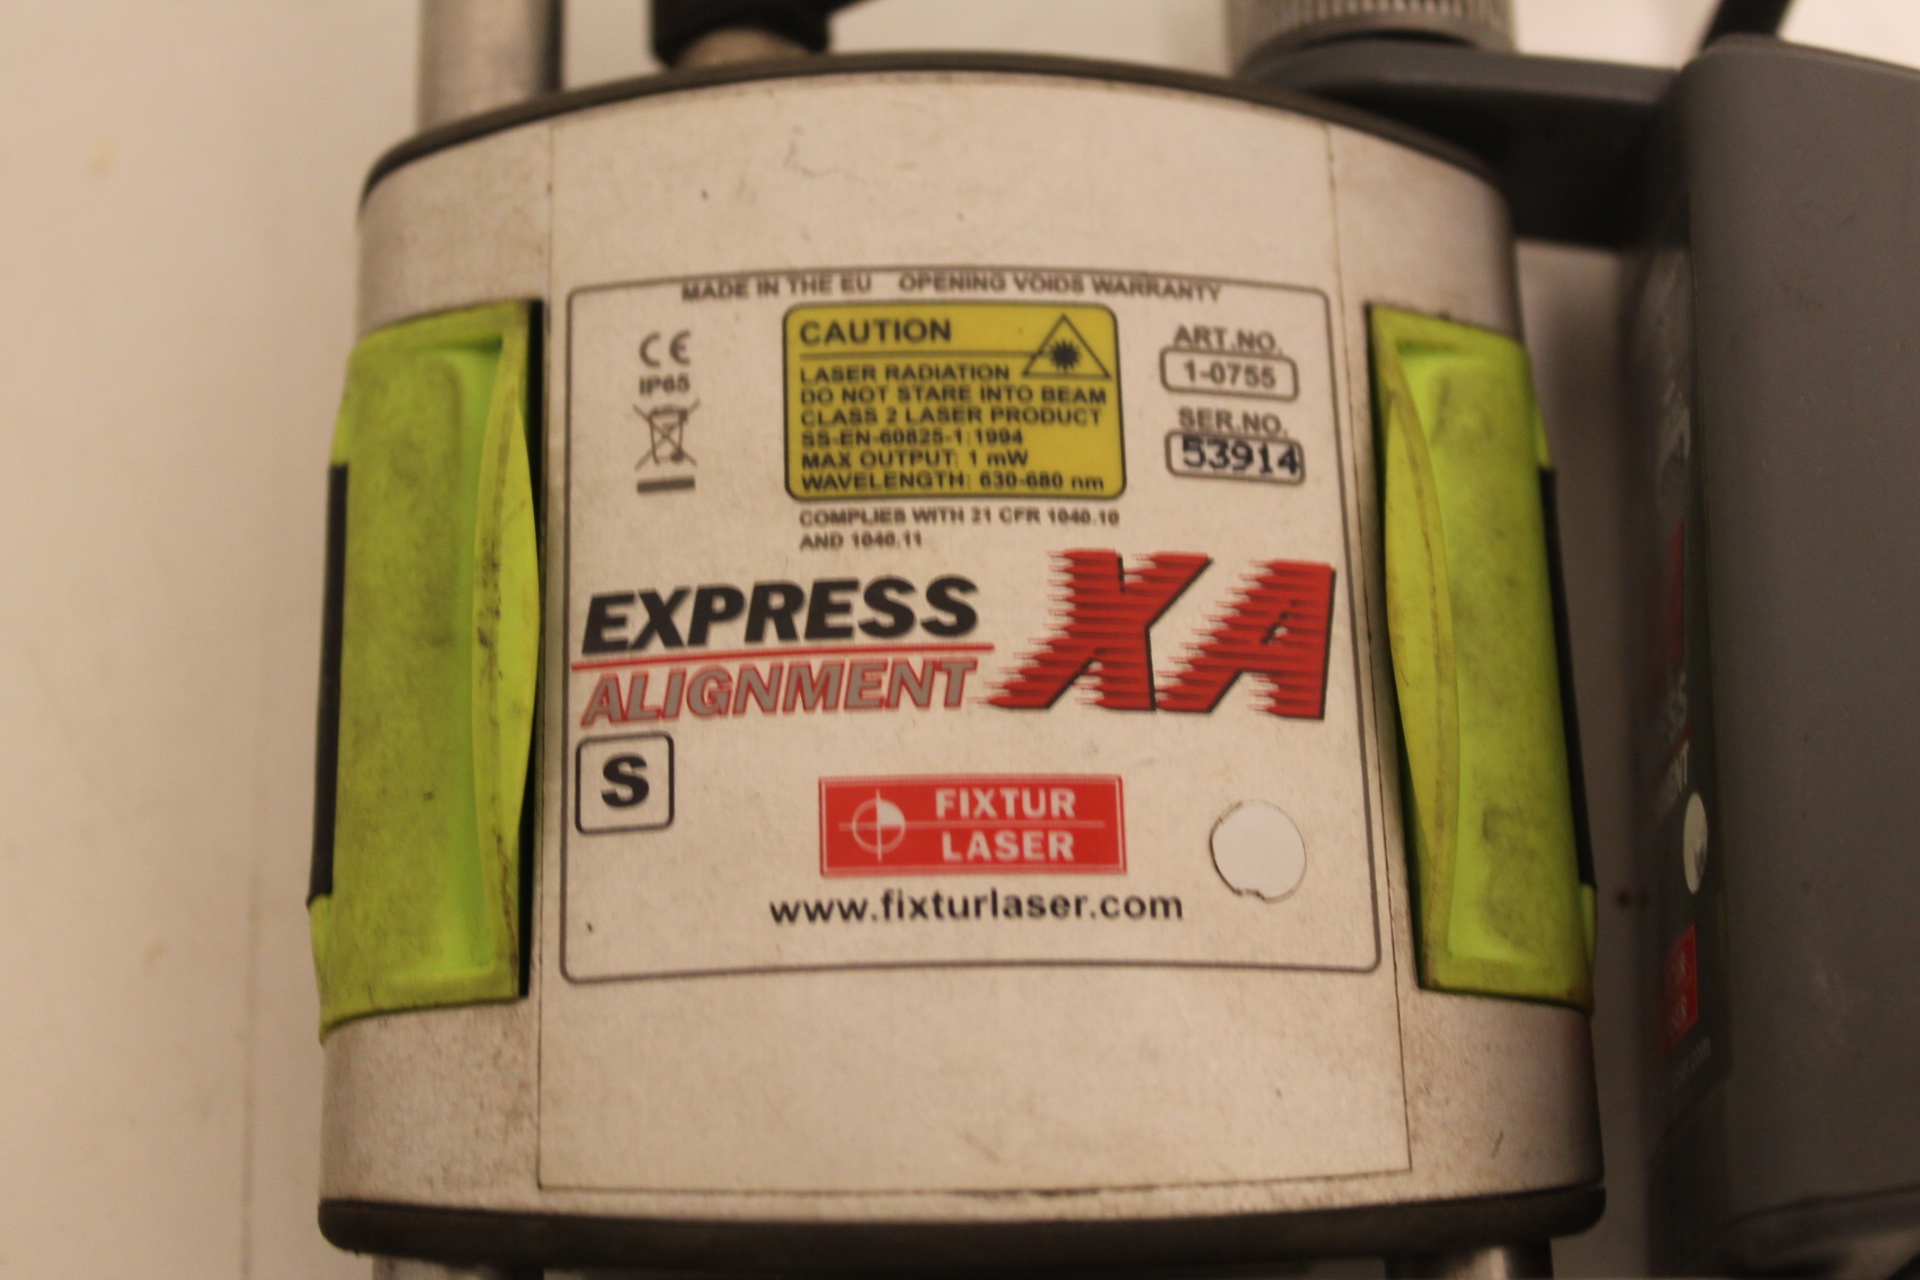 MADE IN THE EU OPENING VOIDS WARRANTY
CE
IP65
CAUTION
LASER RADIATION
DO NOT STARE INTO BEAM
CLASS 2 LASER PRODUCT
SS-EN-60825-1:1994
MAX OUTPUT: 1 mW
WAVELENGTH: 630-680 nm
COMPLIES WITH 21 CFR 1040.10
AND 1040.11
ART.NO.
1-0755
SER.NO.
53914
EXPRESS
ALIGNMENT
XA
S
FIXTUR
LASER
www.fixturlaser.com